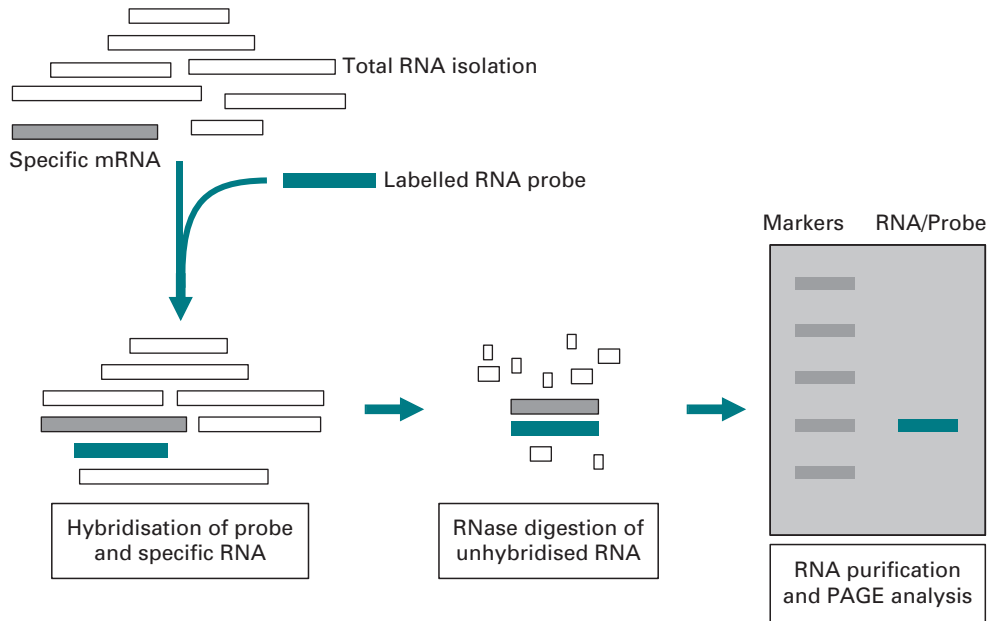 Total RNA isolation
Specific mRNA
Labelled RNA probe
Markers
RNA/Probe
Hybridisation of probe
and specific RNA
RNase digestion of
unhybridised RNA
RNA purification
and PAGE analysis